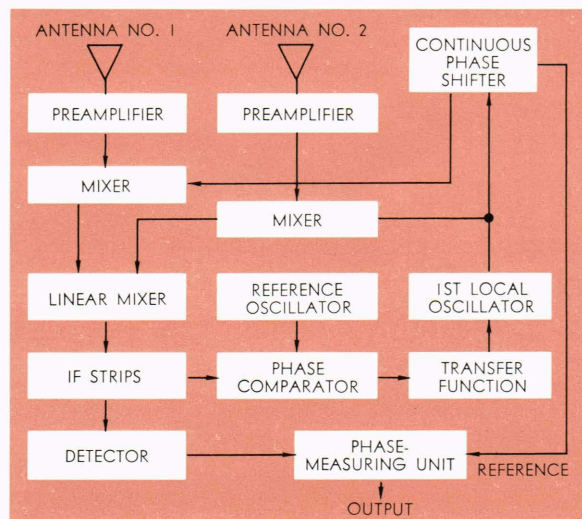 ANTENNA NO. 1
ANTENNA NO. 2
CONTINUOUS
PHASE
SHIFTER
PREAMPLIFIER
PREAMPLIFIER
MIXER
MIXER
LINEAR MIXER
REFERENCE
OSCILLATOR
1ST LOCAL
OSCILLATOR
IF STRIPS
PHASE
COMPARATOR
TRANSFER
FUNCTION
DETECTOR
PHASE-
MEASURING UNIT
REFERENCE
OUTPUT